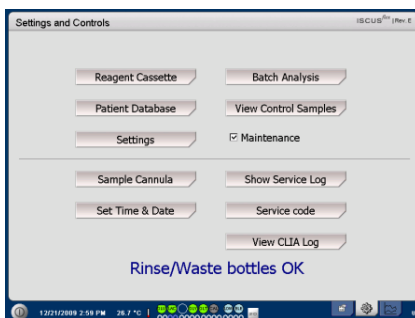 Settings and Controls
ISCUSflex | Rev. E
Reagent Cassette
Batch Analysis
Patient Database
View Control Samples
Settings
Maintenance
Sample Cannula
Show Service Log
Set Time & Date
Service code
View CLIA Log
Rinse/Waste bottles OK
12/21/2009 2:59 PM 26.7 °C